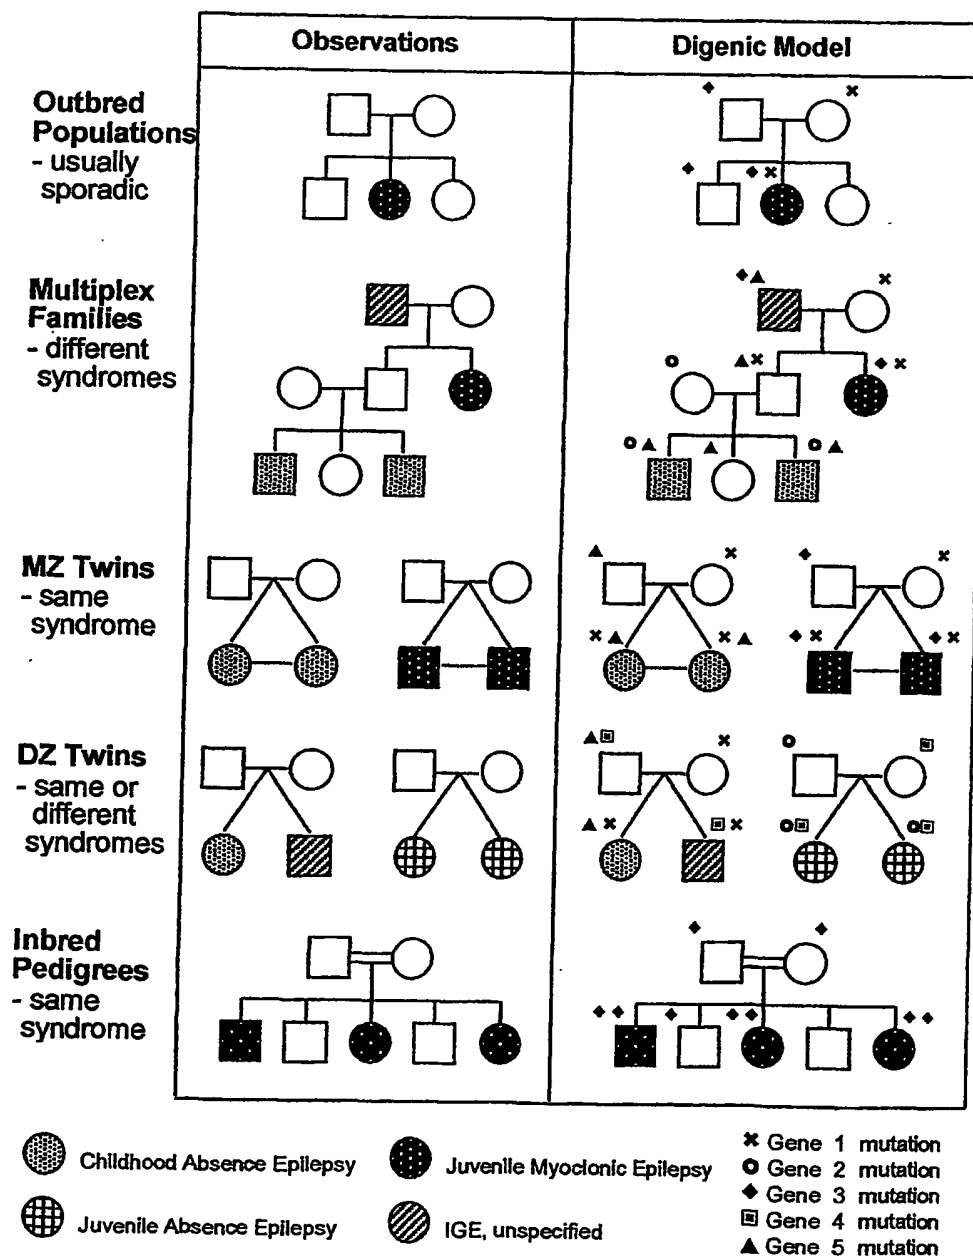 Observations
Digenic Model
Outbred
Populations
- usually
sporadic
Multiplex
Families
- different
syndromes
MZ Twins
- same
syndrome
DZ Twins
- same or
different
syndromes
Inbred
Pedigrees
- same
syndrome
Childhood Absence Epilepsy
Juvenile Myoclonic Epilepsy
Juvenile Absence Epilepsy
IGE, unspecified
Gene 1 mutation
Gene 2 mutation
Gene 3 mutation
Gene 4 mutation
Gene 5 mutation